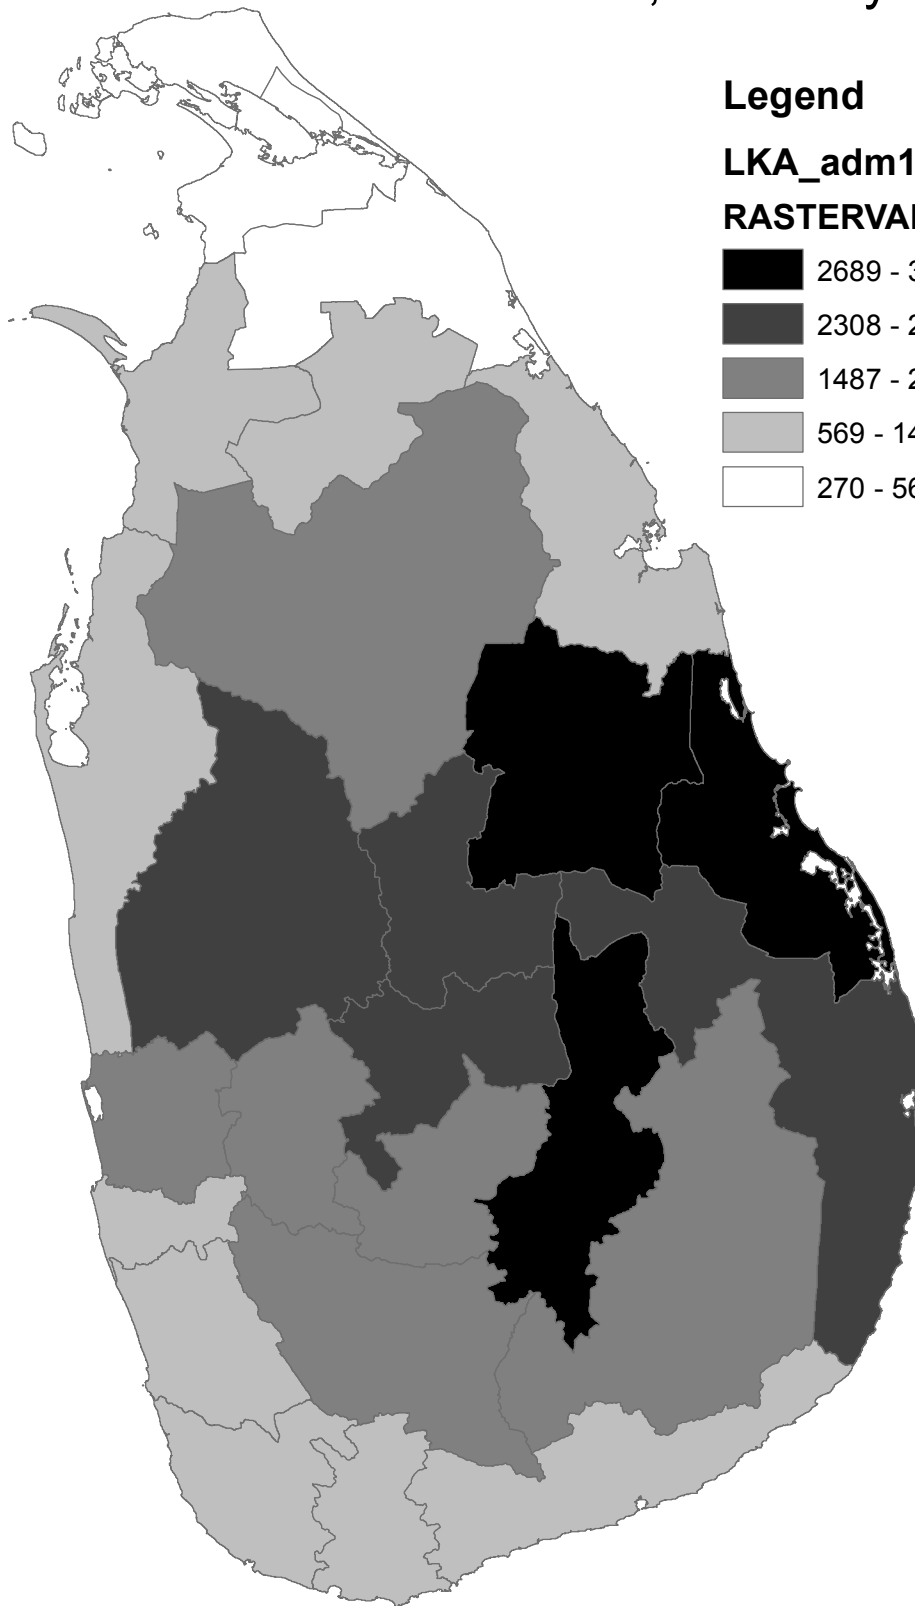 Legend
LKA_adm1
RASTERVAL
2689 - 3
2308 - 2
1487 - 2
569 - 14
270 - 56